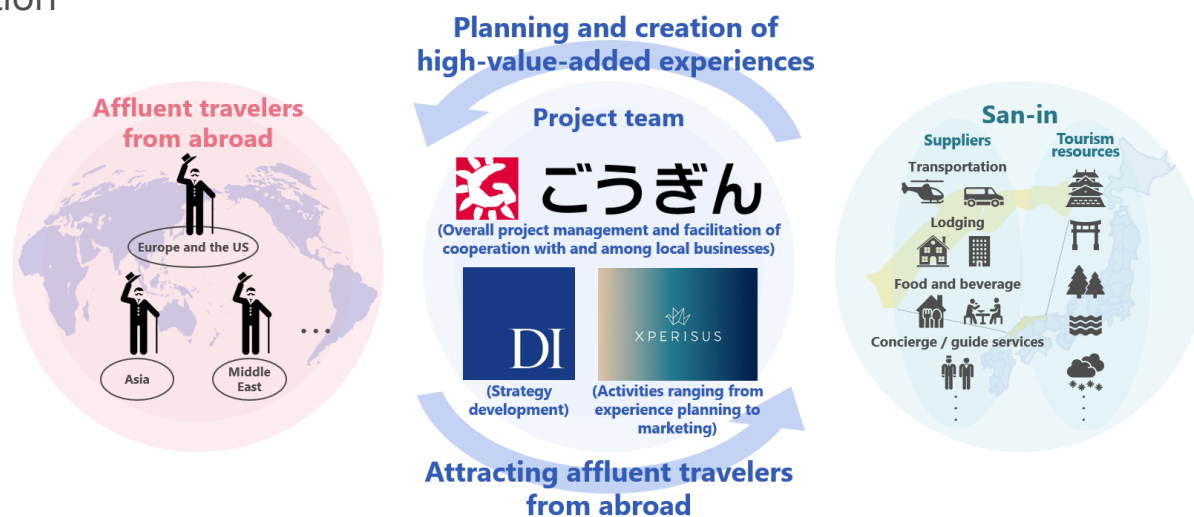 Planning and creation of
high-value-added experiences
Affluent travelers
from abroad
Europe and the US
Asia
Middle
East
...
Project team
ごうぎん
(Overall project management and facilitation of
cooperation with and among local businesses)
DI
XPERISUS
(Strategy
development)
(Activities ranging from
experience planning to
marketing)
Attracting affluent travelers
from abroad
San-in
Suppliers
Transportation
Lodging
Food and beverage
Concierge / guide services
Tourism
resources